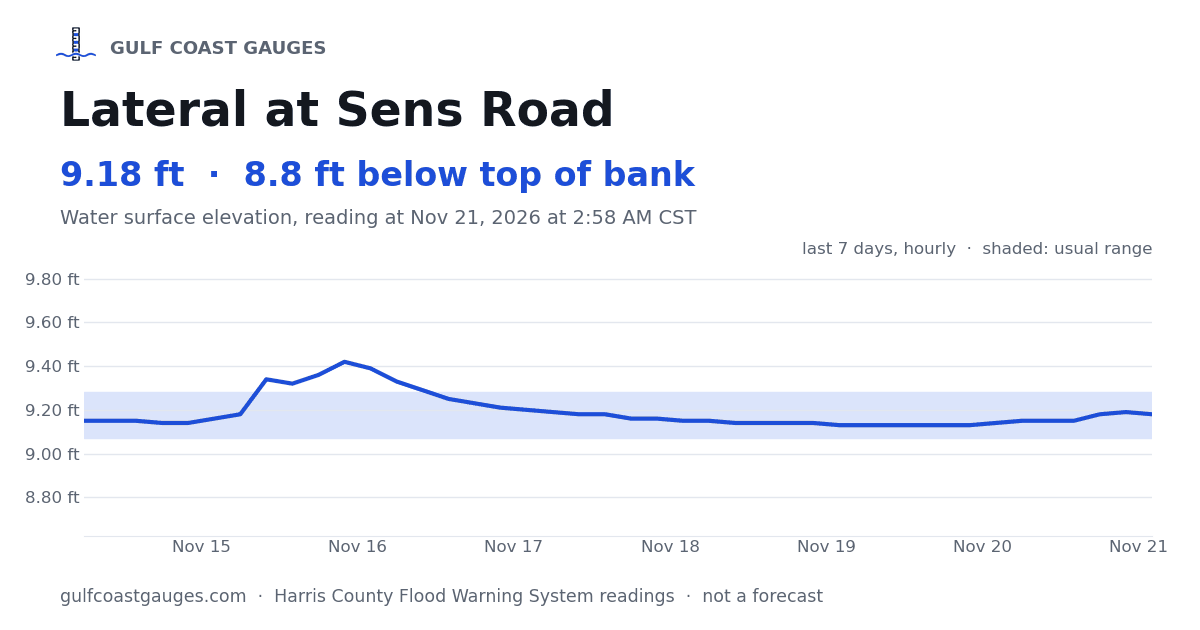 GULF COAST GAUGES
Lateral at Sens Road
9.18 ft · 8.8 ft below top of bank
Water surface elevation, reading at Nov 21, 2026 at 2:58 AM CST
last 7 days, hourly · shaded: usual range
9.80 ft
9.60 ft
9.40 ft
9.20 ft
9.00 ft
8.80 ft
Nov 15 Nov 16 Nov 17 Nov 18 Nov 19 Nov 20 Nov 21
gulfcoastgauges.com · Harris County Flood Warning System readings · not a forecast